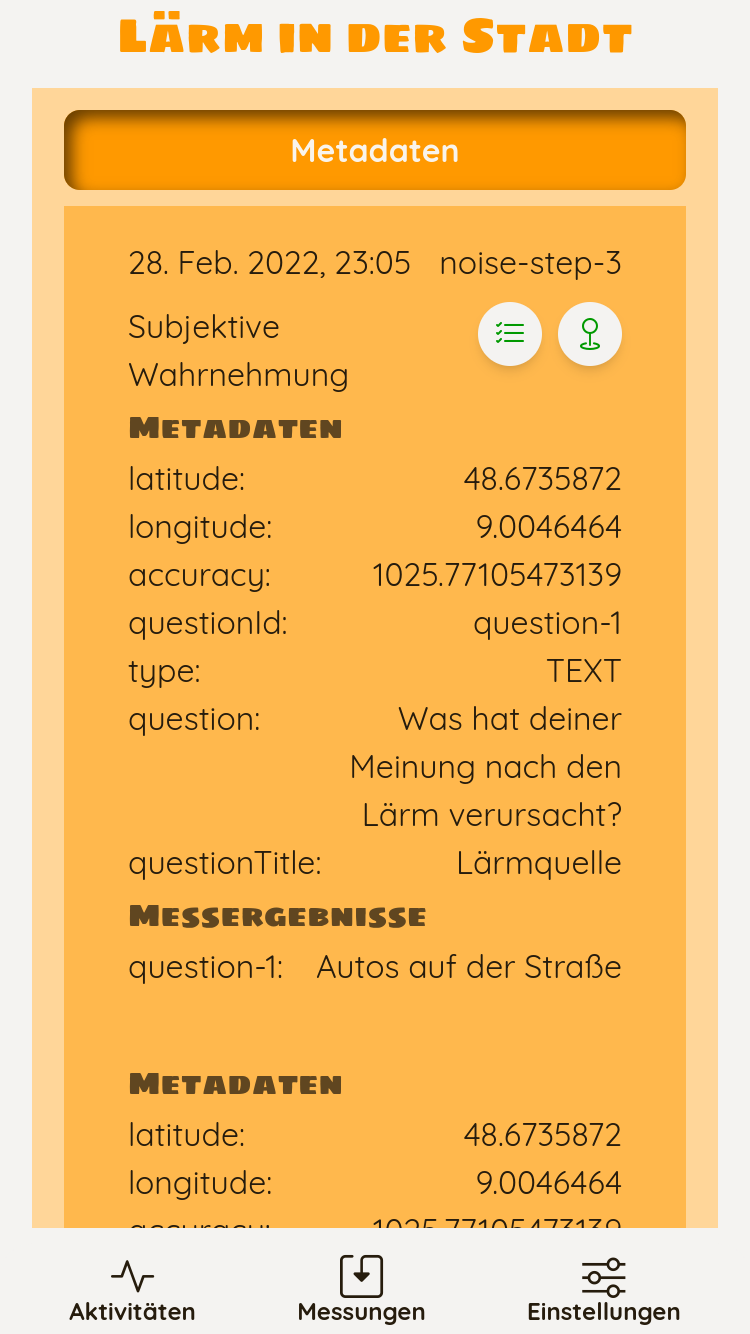 Lärm in der Stadt
Metadaten
28. Feb. 2022, 23:05 noise-step-3
Subjektive
Wahrnehmung
Metadaten
latitude: 48.6735872
longitude: 9.0046464
accuracy: 1025.77105473139
questionId: question-1
type: TEXT
question: Was hat deiner
Meinung nach den
Lärm verursacht?
questionTitle: Lärmquelle
Messergebnisse
question-1: Autos auf der Straße
Metadaten
latitude: 48.6735872
longitude: 9.0046464
accuracy: 1025.77105473139
Aktivitäten Messungen Einstellungen